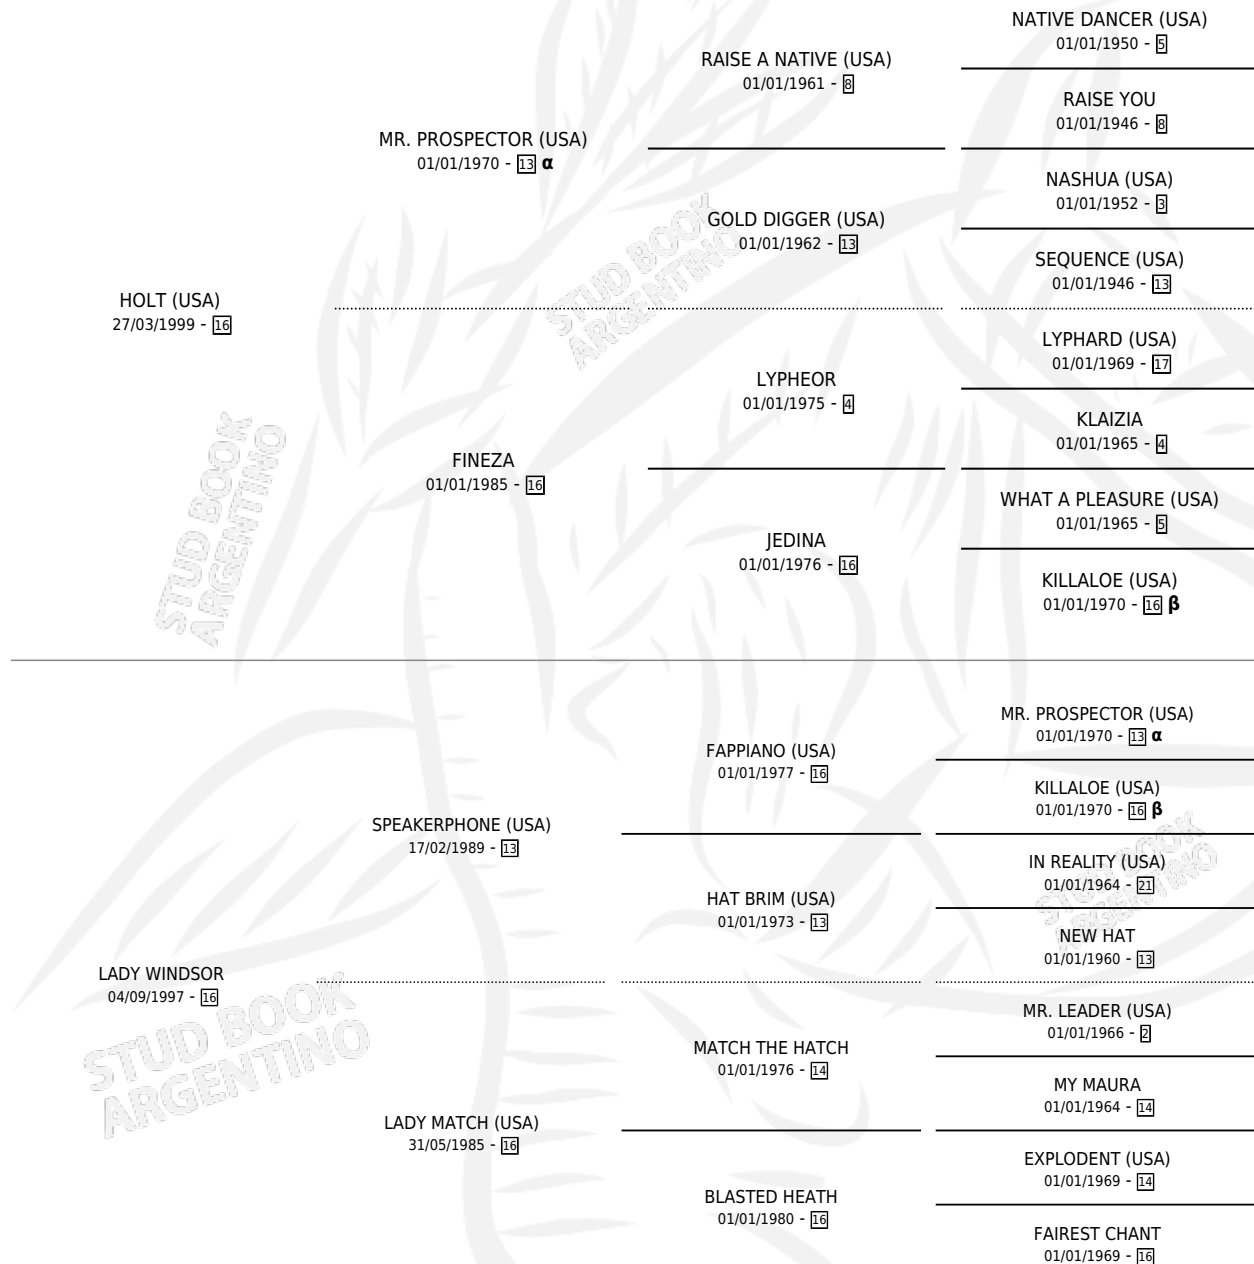 NATIVE DANCER (USA)
01/01/1950 - 5
RAISE A NATIVE (USA)
01/01/1961 - 8
RAISE YOU
01/01/1946 - 8
MR. PROSPECTOR (USA)
01/01/1970 - 13 α
NASHUA (USA)
01/01/1952 - 3
GOLD DIGGER (USA)
01/01/1962 - 13
SEQUENCE (USA)
01/01/1946 - 13
HOLT (USA)
27/03/1999 - 16
STUD BOOK
ARGENTINO
LYPHARD (USA)
01/01/1969 - 17
LYPHEOR
01/01/1975 - 4
KLAIZIA
01/01/1965 - 4
FINEZA
01/01/1985 - 16
WHAT A PLEASURE (USA)
01/01/1965 - 5
JEDINA
01/01/1976 - 16
KILLALOE (USA)
01/01/1970 - 16 β
STUD BOOK
ARGENTINO
MR. PROSPECTOR (USA)
01/01/1970 - 13 α
FAPPIANO (USA)
01/01/1977 - 16
KILLALOE (USA)
01/01/1970 - 16 β
SPEAKERPHONE (USA)
17/02/1989 - 13
IN REALITY (USA)
01/01/1964 - 21
STUD BOOK
ARGENTINO
HAT BRIM (USA)
01/01/1973 - 13
NEW HAT
01/01/1960 - 13
LADY WINDSOR
04/09/1997 - 16
STUD BOOK
ARGENTINO
MR. LEADER (USA)
01/01/1966 - 2
MATCH THE HATCH
01/01/1976 - 14
MY MAURA
01/01/1964 - 14
LADY MATCH (USA)
31/05/1985 - 16
EXPLODENT (USA)
01/01/1969 - 14
BLASTED HEATH
01/01/1980 - 16
FAIREST CHANT
01/01/1969 - 16